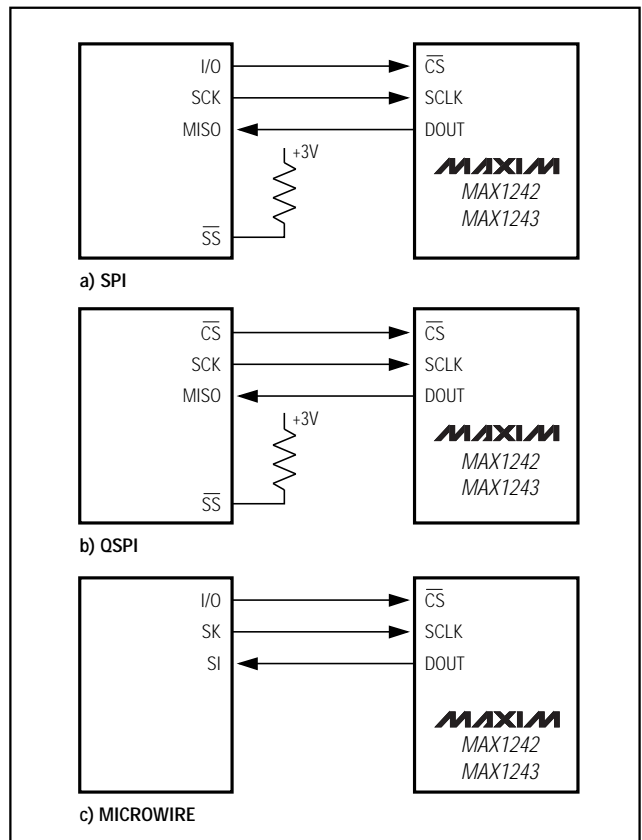 I/O
CS
SCK
SCLK
MISO
DOUT
+3V
MAXIM
MAX1242
MAX1243
SS
a) SPI
CS
CS
SCK
SCLK
MISO
DOUT
+3V
MAXIM
MAX1242
MAX1243
SS
b) QSPI
I/O
CS
SK
SCLK
SI
DOUT
MAXIM
MAX1242
MAX1243
c) MICROWIRE